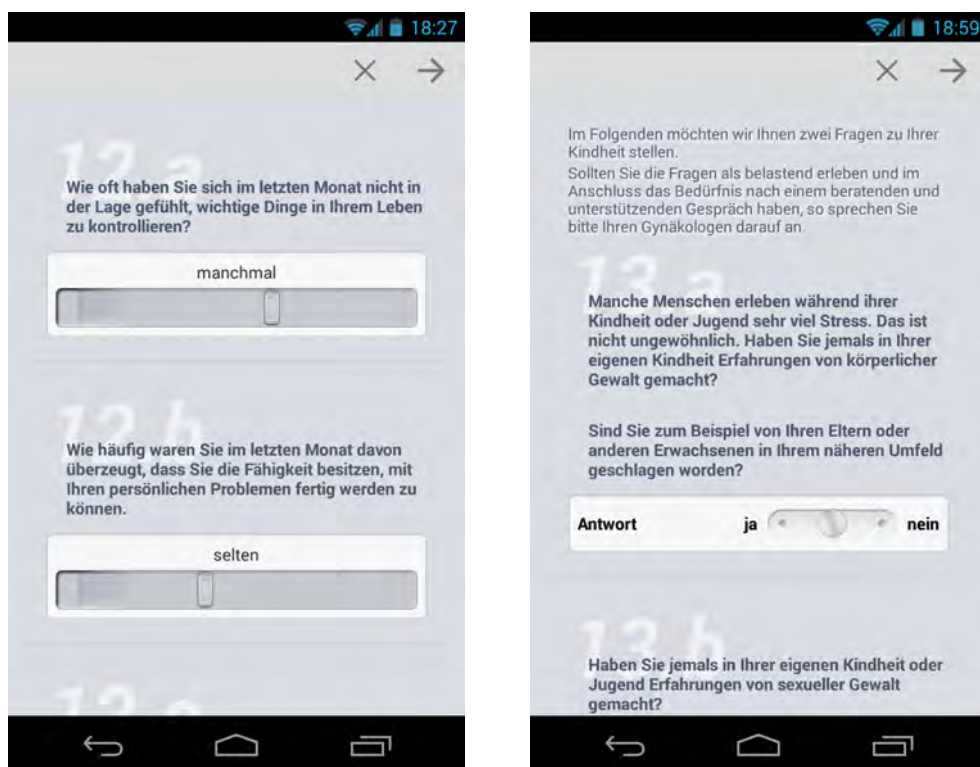 18:27
12 a
Wie oft haben Sie sich im letzten Monat nicht in
der Lage gefühlt, wichtige Dinge in Ihrem Leben
zu kontrollieren?
manchmal
12 b
Wie häufig waren Sie im letzten Monat davon
überzeugt, dass Sie die Fähigkeit besitzen, mit
Ihren persönlichen Problemen fertig werden zu
können.
selten
12 c
18:59
Im Folgenden möchten wir Ihnen zwei Fragen zu Ihrer
Kindheit stellen.
Sollten Sie die Fragen als belastend erleben und im
Anschluss das Bedürfnis nach einem beratenden und
unterstützenden Gespräch haben, so sprechen Sie
bitte Ihren Gynäkologen darauf an.
13 a
Manche Menschen erleben während ihrer
Kindheit oder Jugend sehr viel Stress. Das ist
nicht ungewöhnlich. Haben Sie jemals in Ihrer
eigenen Kindheit Erfahrungen von körperlicher
Gewalt gemacht?
Sind Sie zum Beispiel von Ihren Eltern oder
anderen Erwachsenen in Ihrem näheren Umfeld
geschlagen worden?
Antwort ja nein
13 b
Haben Sie jemals in Ihrer eigenen Kindheit oder
Jugend Erfahrungen von sexueller Gewalt
gemacht?